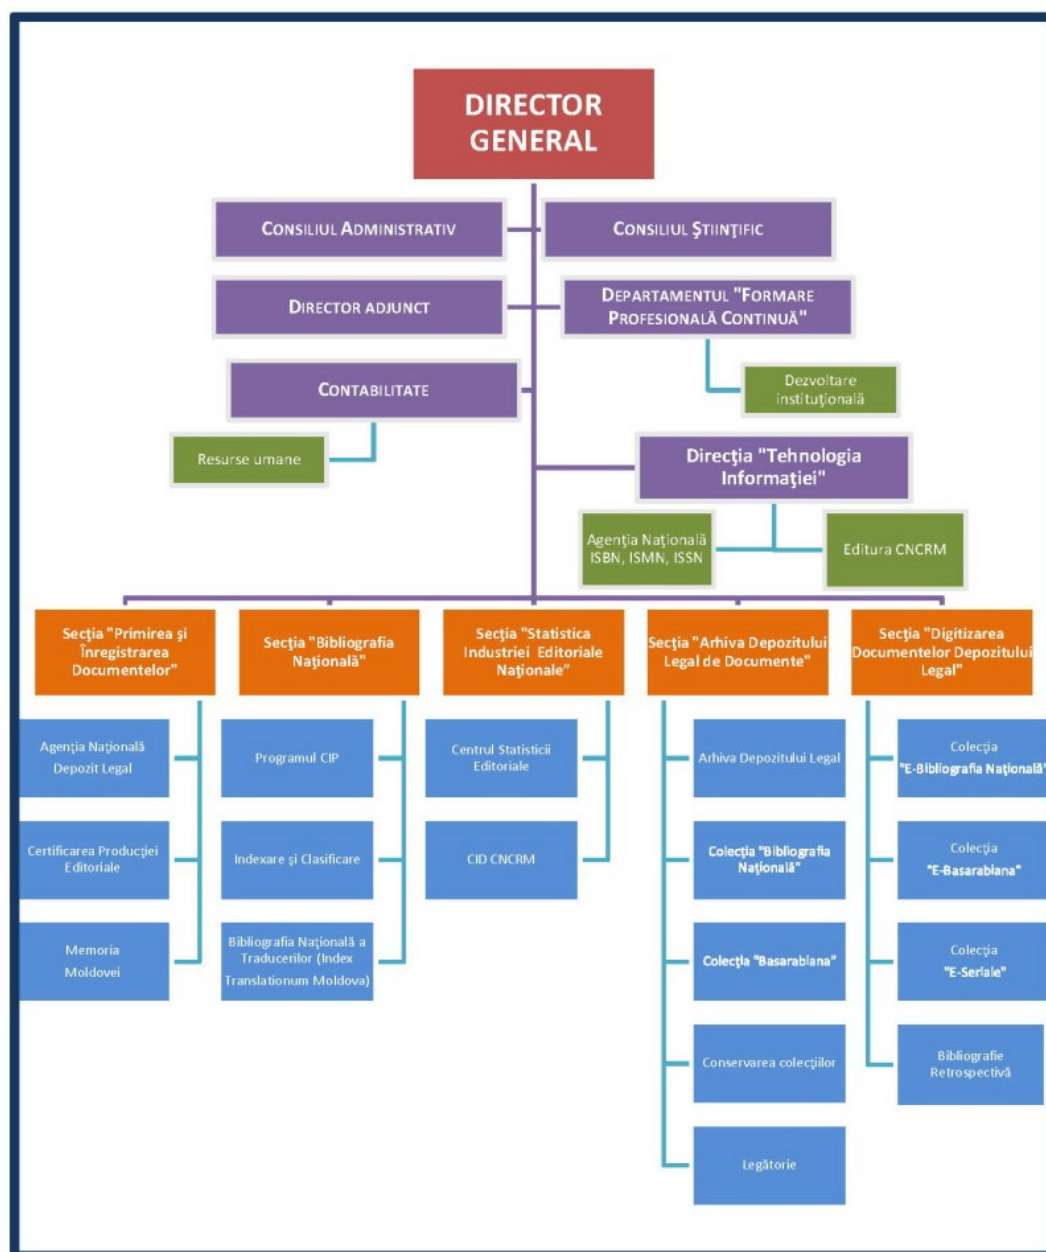 DIRECTOR
GENERAL
CONSILIUL ADMINISTRATIV
CONSILIUL ŞTIINŢIFIC
DIRECTOR ADJUNCT
DEPARTAMENTUL "FORMARE
PROFESIONALĂ CONTINUĂ"
CONTABILITATE
Dezvoltare
instituţională
Resurse umane
Direcţia "Tehnologia
Informaţiei"
Agenţia Naţională
ISBN, ISMN, ISSN
Editura CNCRM
Secţia "Primirea şi
Înregistrarea
Documentelor"
Secţia "Bibliografia
Naţională"
Secţia "Statistica
Industriei Editoriale
Naţionale"
Secţia "Arhiva Depozitului
Legal de Documente"
Secţia "Digitizarea
Documentelor Depozitului
Legal"
Agenţia Naţională
Depozit Legal
Certificarea Producţiei
Editoriale
Memoria
Moldovei
Programul CIP
Indexare şi Clasificare
Bibliografia Naţională a
Traducerilor (Index
Translationum Moldova)
Centrul Statisticii
Editoriale
CID CNCRM
Arhiva Depozitului Legal
Colecţia "Bibliografia
Naţională"
Colecţia "Basarabiana"
Conservarea colecţiilor
Legătorie
Colecţia
"E-Bibliografia Naţională"
Colecţia
"E-Basarabiana"
Colecţia
"E-Seriale"
Bibliografie
Retrospectivă